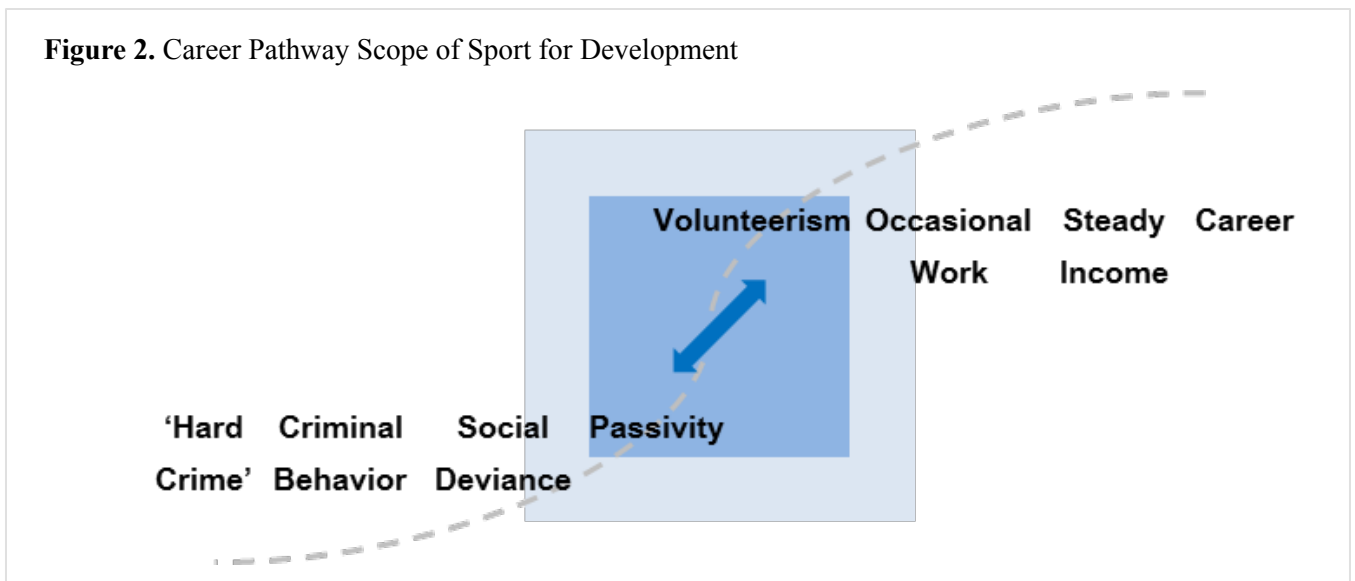 Figure 2. Career Pathway Scope of Sport for Development
Volunteerism Occasional Steady Career
Work Income
‘Hard Criminal Social Passivity
Crime’ Behavior Deviance